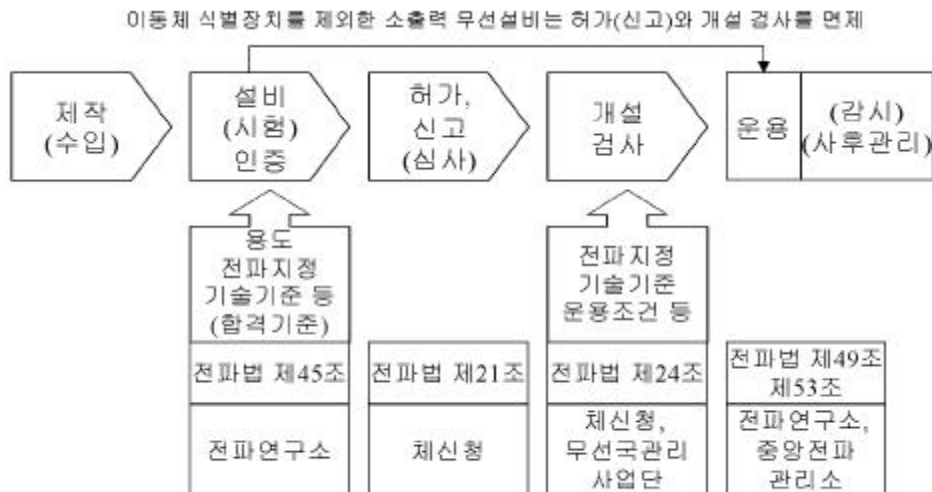 이동체 식별장치를 제외한 소출력 무선설비는 허가(신고)와 개설 검사를 면제
제작
(수입)
설비
(시험)
인증
허가,
신고
(심사)
개설
검사
운용
(감시)
(사후관리)
용도
전파지정
기술기준 등
(합격기준)
전파지정
기술기준
운용조건 등
전파법 제45조
전파법 제21조
전파법 제24조
전파법 제49조
제53조
전파연구소
체신청
체신청,
무선국관리
사업단
전파연구소,
중앙전파
관리소